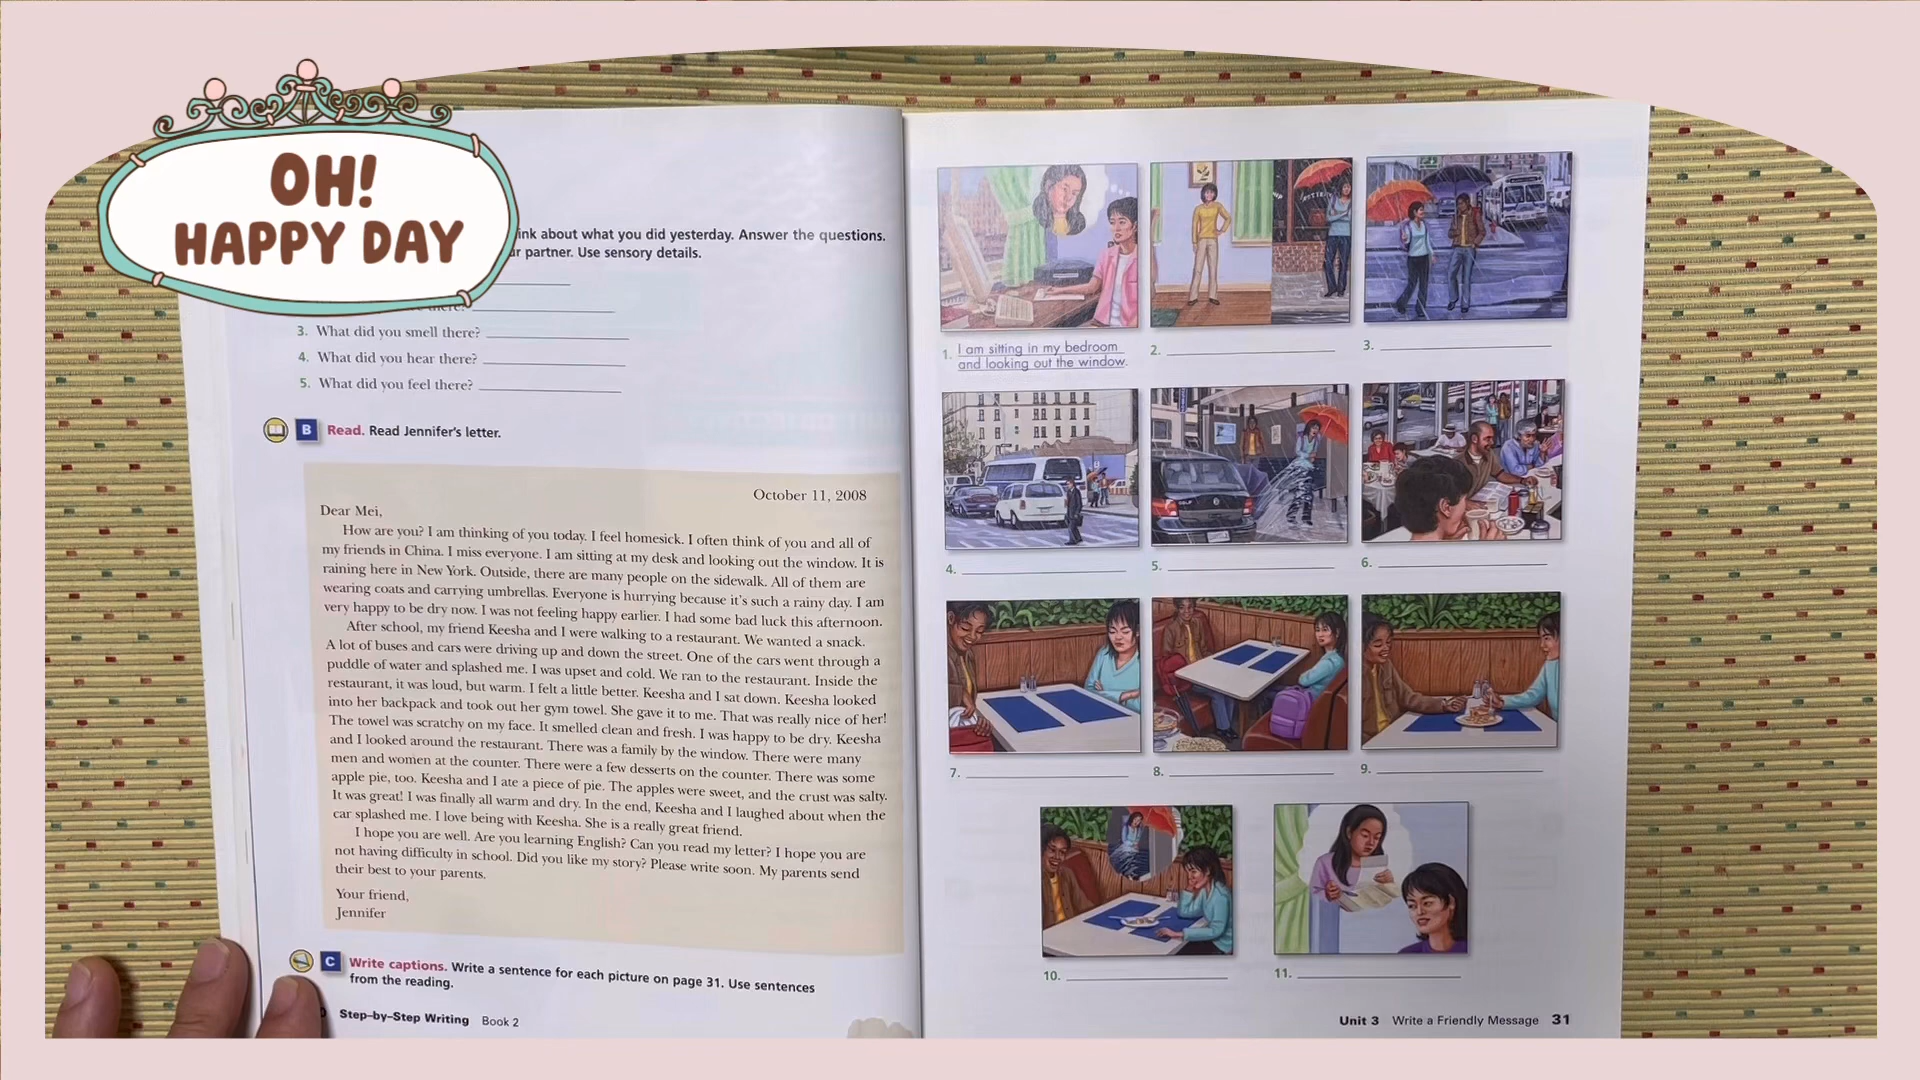 OH!
HAPPY DAY
ink about what you did yesterday. Answer the questions.
ur partner. Use sensory details.
there?
3. What did you smell there?
4. What did you hear there?
5. What did you feel there?
B Read. Read Jennifer's letter.
October 11, 2008
Dear Mei,
How are you? I am thinking of you today. I feel homesick. I often think of you and all of
my friends in China. I miss everyone. I am sitting at my desk and looking out the window. It is
raining here in New York. Outside, there are many people on the sidewalk. All of them are
wearing coats and carrying umbrellas. Everyone is hurrying because it's such a rainy day. I am
very happy to be dry now. I was not feeling happy earlier. I had some bad luck this afternoon.
After school, my friend Keesha and I were walking to a restaurant. We wanted a snack.
A lot of buses and cars were driving up and down the street. One of the cars went through a
puddle of water and splashed me. I was upset and cold. We ran to the restaurant. Inside the
restaurant, it was loud, but warm. I felt a little better. Keesha and I sat down. Keesha looked
into her backpack and took out her gym towel. She gave it to me. That was really nice of her!
The towel was scratchy on my face. It smelled clean and fresh. I was happy to be dry. Keesha
and I looked around the restaurant. There was a family by the window. There were many
men and women at the counter. There were a few desserts on the counter. There was some
apple pie, too. Keesha and I ate a piece of pie. The apples were sweet, and the crust was salty.
It was great! I was finally all warm and dry. In the end, Keesha and I laughed about when the
car splashed me. I love being with Keesha. She is a really great friend.
I hope you are well. Are you learning English? Can you read my letter? I hope you are
not having difficulty in school. Did you like my story? Please write soon. My parents send
their best to your parents.
Your friend,
Jennifer
C Write captions. Write a sentence for each picture on page 31. Use sentences
from the reading.
Step-by-Step Writing Book 2
1. I am sitting in my bedroom
and looking out the window.
2.
3.
4.
5.
6.
7.
8.
9.
10.
11.
Unit 3 Write a Friendly Message 31